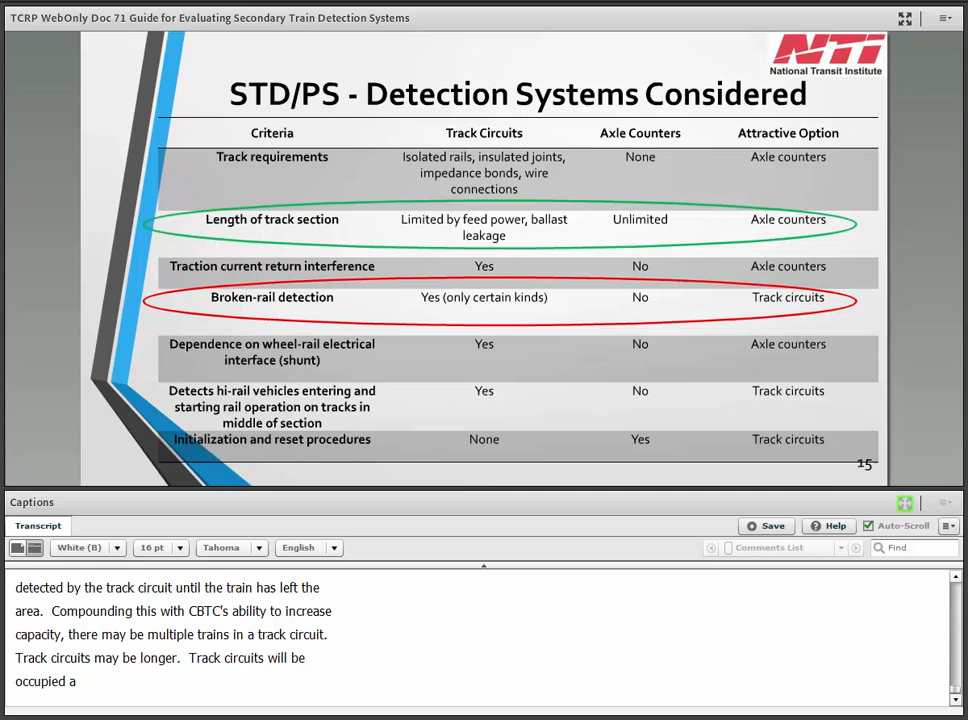 TCRP WebOnly Doc 71 Guide for Evaluating Secondary Train Detection Systems
NTI
National Transit Institute
STD/PS - Detection Systems Considered
Criteria Track Circuits Axle Counters Attractive Option
Track requirements Isolated rails, insulated joints, None Axle counters
impedance bonds, wire
connections
Length of track section Limited by feed power, ballast Unlimited Axle counters
leakage
Traction current return interference Yes No Axle counters
Broken-rail detection Yes (only certain kinds) No Track circuits
Dependence on wheel-rail electrical Yes No Axle counters
interface (shunt)
Detects hi-rail vehicles entering and Yes No Track circuits
starting rail operation on tracks in
middle of section
Initialization and reset procedures None Yes Track circuits
15
Captions
Transcript Save Help Auto-Scroll
White (B) 16 pt Tahoma English Comments List Find
detected by the track circuit until the train has left the
area. Compounding this with CBTC's ability to increase
capacity, there may be multiple trains in a track circuit.
Track circuits may be longer. Track circuits will be
occupied a